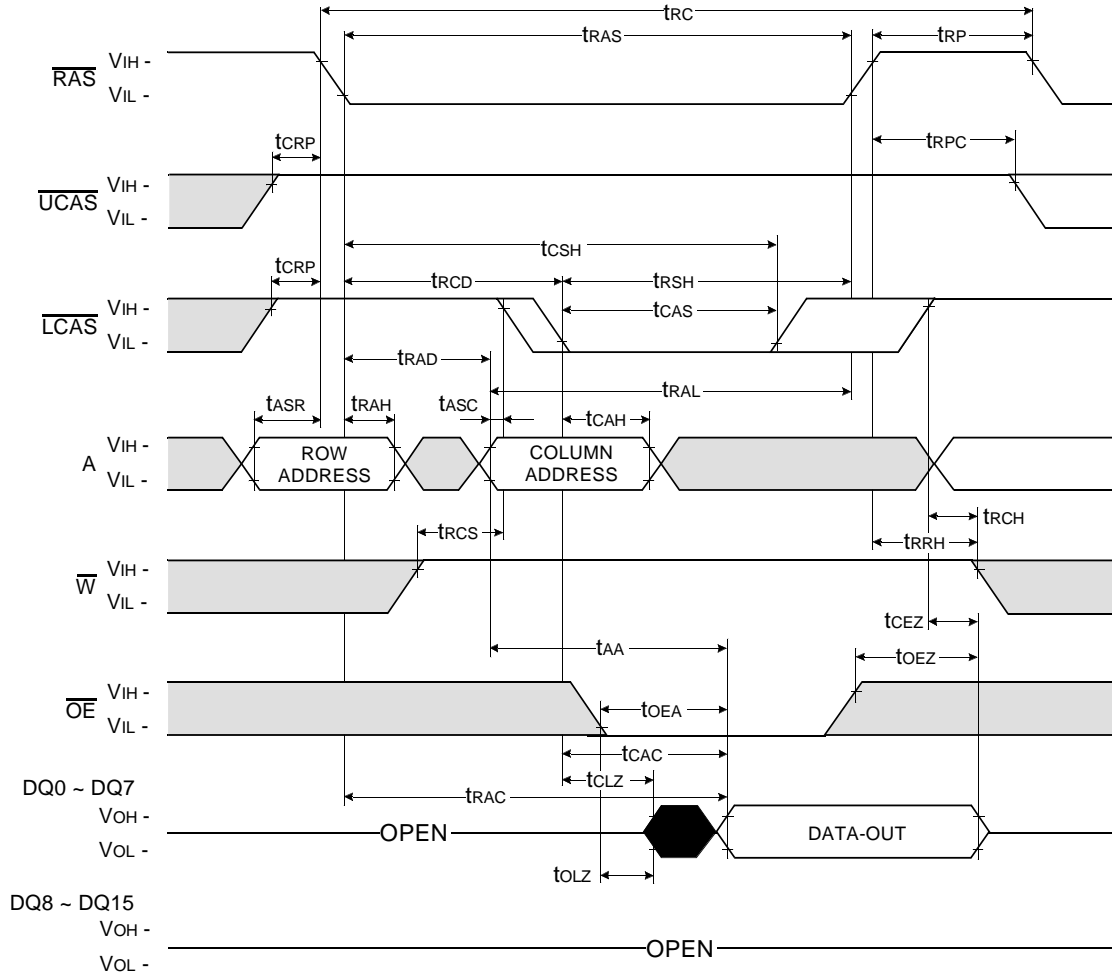 tRC
tRAS
tRP
RAS
VIH -
VIL -
tCRP
tRPC
UCAS
VIH -
VIL -
tCSH
tCRP
tRCD
tRSH
LCAS
VIH -
VIL -
tCAS
tRAD
tRAL
tASR
tRAH
tASC
tCAH
A
VIH -
VIL -
ROW
ADDRESS
COLUMN
ADDRESS
tRCH
tRCS
tRRH
W
VIH -
VIL -
tCEZ
tAA
tOEZ
OE
VIH -
VIL -
tOEA
tCAC
tCLZ
tRAC
DQ0 ~ DQ7
VOH -
VOL -
OPEN
DATA-OUT
tOLZ
DQ8 ~ DQ15
VOH -
VOL -
OPEN